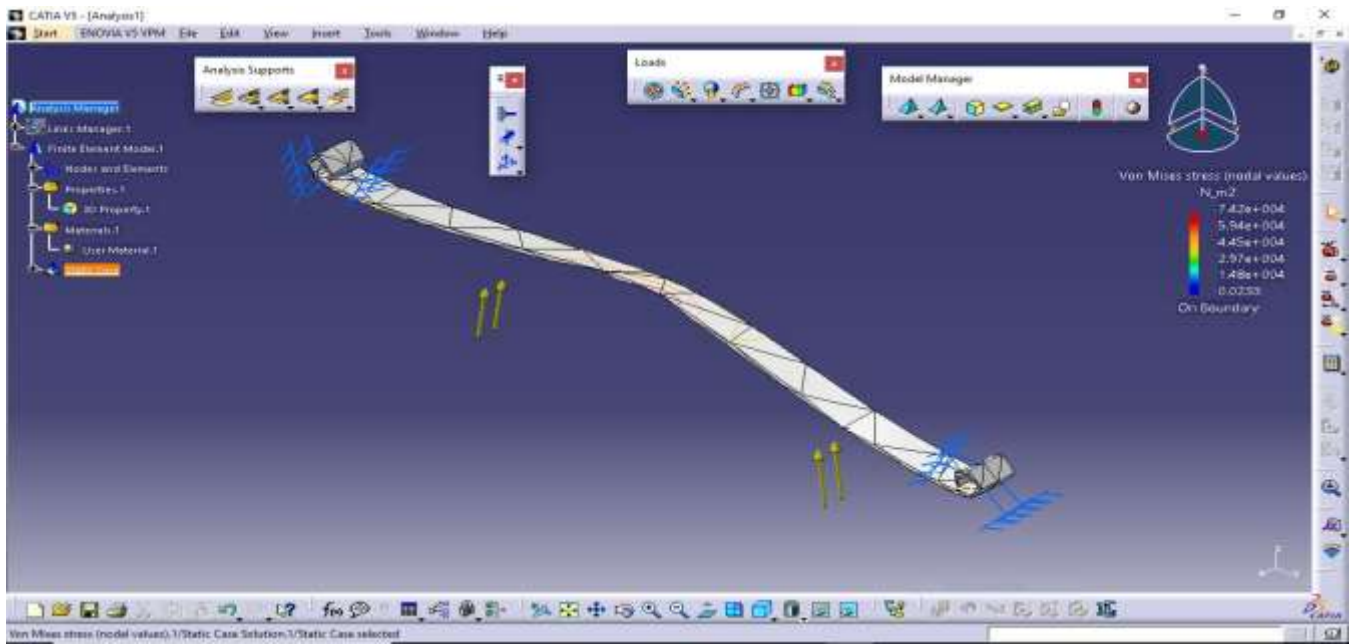 CATIA V5 - [Analysis1]
Start ENOVIA V5 VPM File Edit View Insert Tools Window Help
Analysis Supports
Loads
Model Manager
Analysis Manager
Links Manager.1
Finite Element Model.1
Nodes and Elements
Properties.1
3D Property.1
Materials.1
User Material.1
Static Case
Von Mises stress (nodal values)
N_m2
7.42e+004
5.94e+004
4.45e+004
2.97e+004
1.48e+004
0.0233
On Boundary
CATIA
Von Mises stress (nodal values).1/Static Case Solution.1/Static Case selected